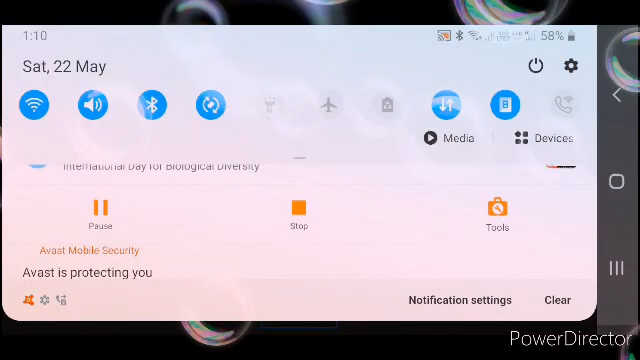 1:10
58%
Sat, 22 May
Media
Devices
International Day for Biological Diversity
Pause
Stop
Tools
Avast Mobile Security
Avast is protecting you
Notification settings
Clear
PowerDirector